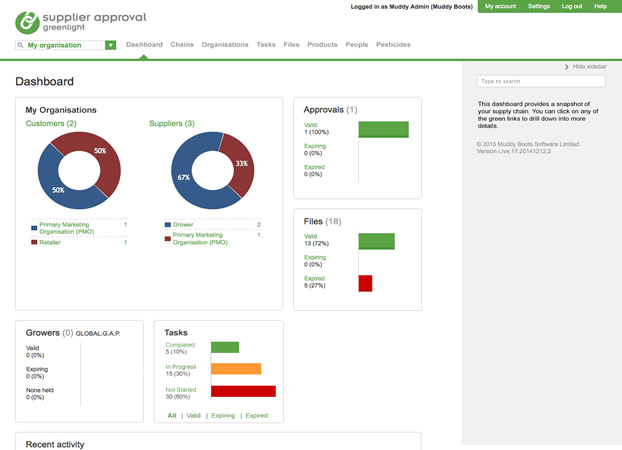 Logged in as Muddy Admin (Muddy Boots)
My account Settings Log out Help
supplier approval
greenlight
My organisation
Dashboard Chains Organisations Tasks Files Products People Pesticides
Hide sidebar
Type to search
This dashboard provides a snapshot of
your supply chain. You can click on any of
the green links to drill down into more
details.
© 2015 Muddy Boots Software Limited
Version Live.17.20141212.2
Dashboard
My Organisations
Customers (2) Suppliers (3)
50%
50%
33%
67%
Primary Marketing
Organisation (PMO) 1
Retailer 1
Grower 2
Primary Marketing 1
Organisation (PMO)
Approvals (1)
Valid
1 (100%)
Expiring
0 (0%)
Expired
0 (0%)
Files (18)
Valid
13 (72%)
Expiring
0 (0%)
Expired
5 (27%)
Growers (0) GLOBAL.G.A.P.
Valid
0 (0%)
Expiring
0 (0%)
None held
0 (0%)
Tasks
Completed
5 (10%)
In Progress
15 (30%)
Not Started
30 (60%)
All | Valid | Expiring | Expired
Recent activity